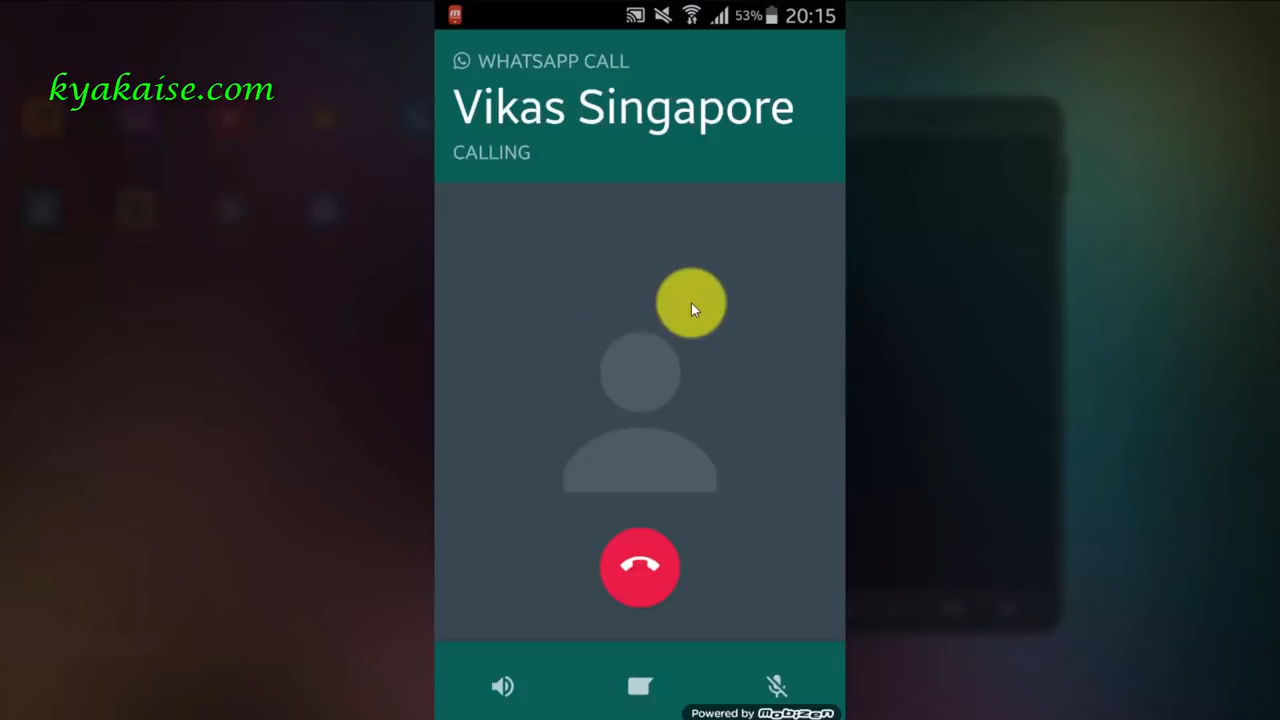 53% 20:15
kyakaise.com
WHATSAPP CALL
Vikas Singapore
CALLING
Powered by mobizen